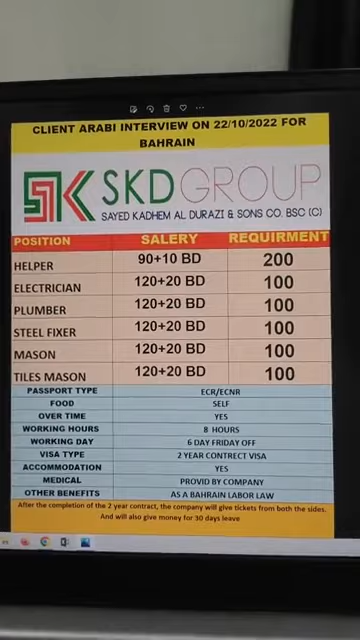 CLIENT ARABI INTERVIEW ON 22/10/2022 FOR
BAHRAIN
SKDGROUP
SAYED KADHEM AL DURAZI & SONS CO. BSC (C)
POSITION SALERY REQUIRMENT
HELPER 90+10 BD 200
ELECTRICIAN 120+20 BD 100
PLUMBER 120+20 BD 100
STEEL FIXER 120+20 BD 100
MASON 120+20 BD 100
TILES MASON 120+20 BD 100
PASSPORT TYPE ECR/ECNR
FOOD SELF
OVER TIME YES
WORKING HOURS 8 HOURS
WORKING DAY 6 DAY FRIDAY OFF
VISA TYPE 2 YEAR CONTRECT VISA
ACCOMMODATION YES
MEDICAL PROVID BY COMPANY
OTHER BENEFITS AS A BAHRAIN LABOR LAW
After the completion of the 2 year contract, the company will give tickets from both the sides.
And will also give money for 30 days leave